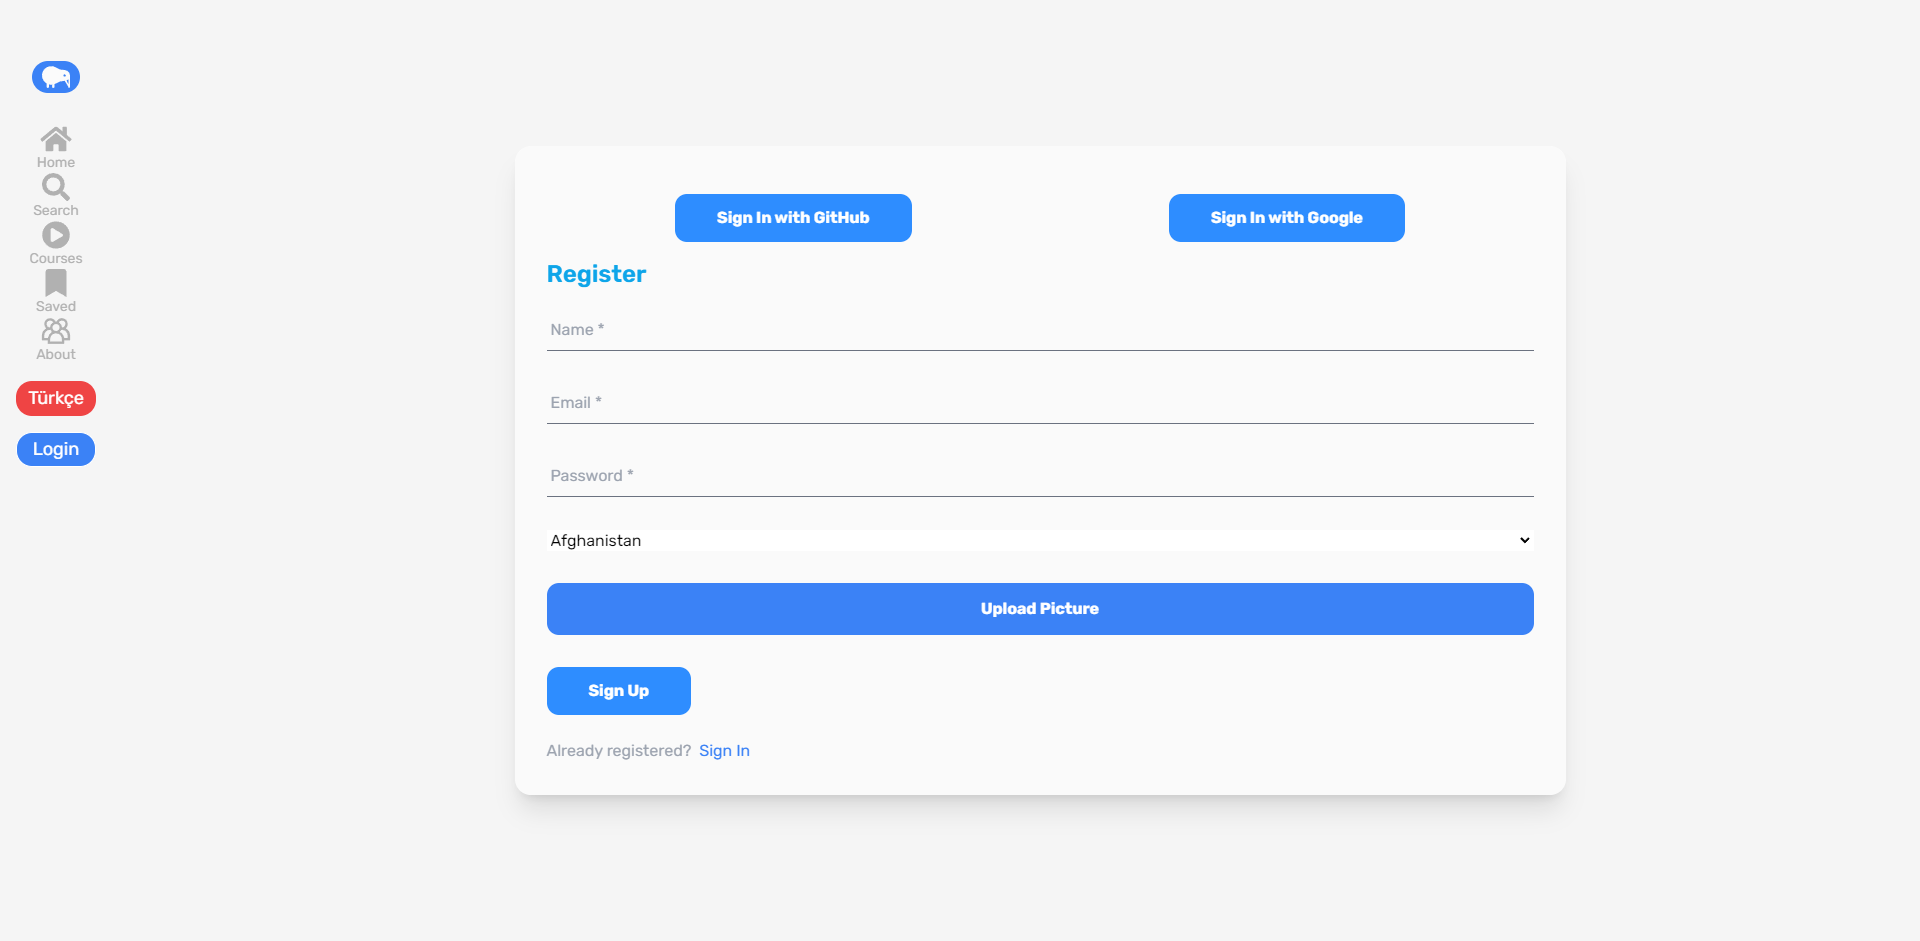 Home
Search
Courses
Saved
About
Türkçe
Login
Sign In with GitHub
Sign In with Google
Register
Name *
Email *
Password *
Afghanistan
Upload Picture
Sign Up
Already registered? Sign In